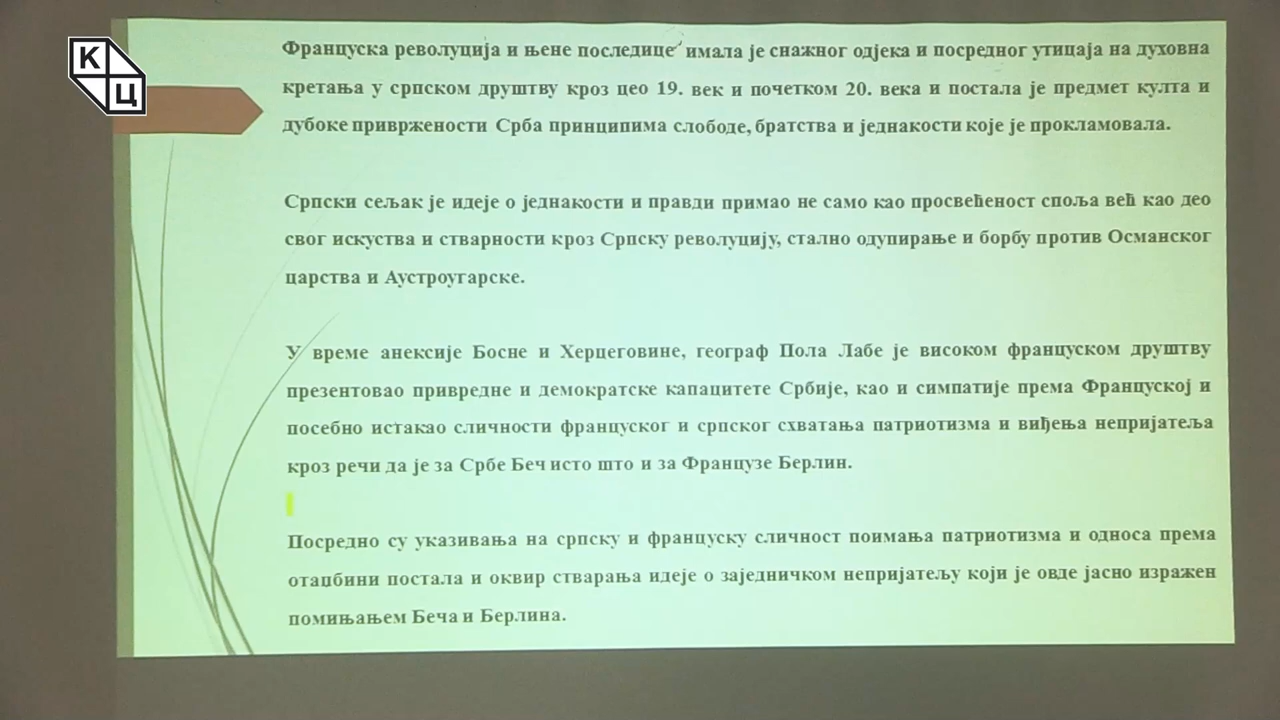 К
Ц
Француска револуција и њене последице имала је снажног одјека и посредног утицаја на духовна
кретања у српском друштву кроз цео 19. век и почетком 20. века и постала је предмет култа и
дубоке привржености Срба принципима слободе, братства и једнакости које је прокламовала.
Српски сељак је идеје о једнакости и правди примао не само као просвећеност споља већ као део
свог искуства и стварности кроз Српску револуцију, стално одупирање и борбу против Османског
царства и Аустроугарске.
У време анексије Босне и Херцеговине, географ Пола Лабе је високом француском друштву
презентовао привредне и демократске капацитете Србије, као и симпатије према Француској и
посебно истакао сличности француског и српског схватања патриотизма и виђења непријатеља
кроз речи да је за Србе Беч исто што и за Французе Берлин.
Посредно су указивања на српску и француску сличност поимања патриотизма и односа према
отаџбини постала и оквир стварања идеје о заједничком непријатељу који је овде јасно изражен
помињањем Беча и Берлина.